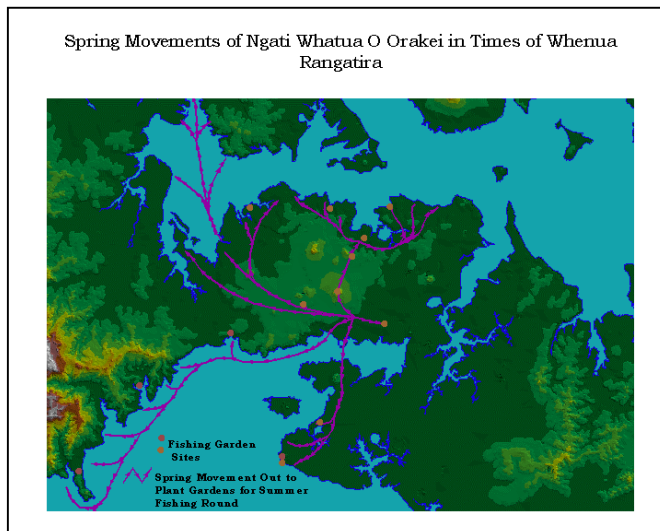 Spring Movements of Ngati Whatua O Orakei in Times of Whenua
Rangatira
Fishing Garden
Sites
Spring Movement Out to
Plant Gardens for Summer
Fishing Round